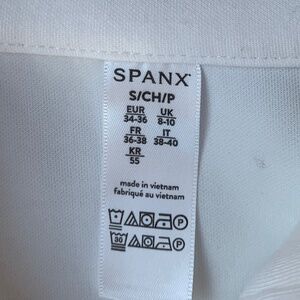 SPANX
S/CH/P
EUR UK
34-36 8-10
FR IT
36-38 38-40
KR
55
made in vietnam
fabriqué au vietnam
P
30 P